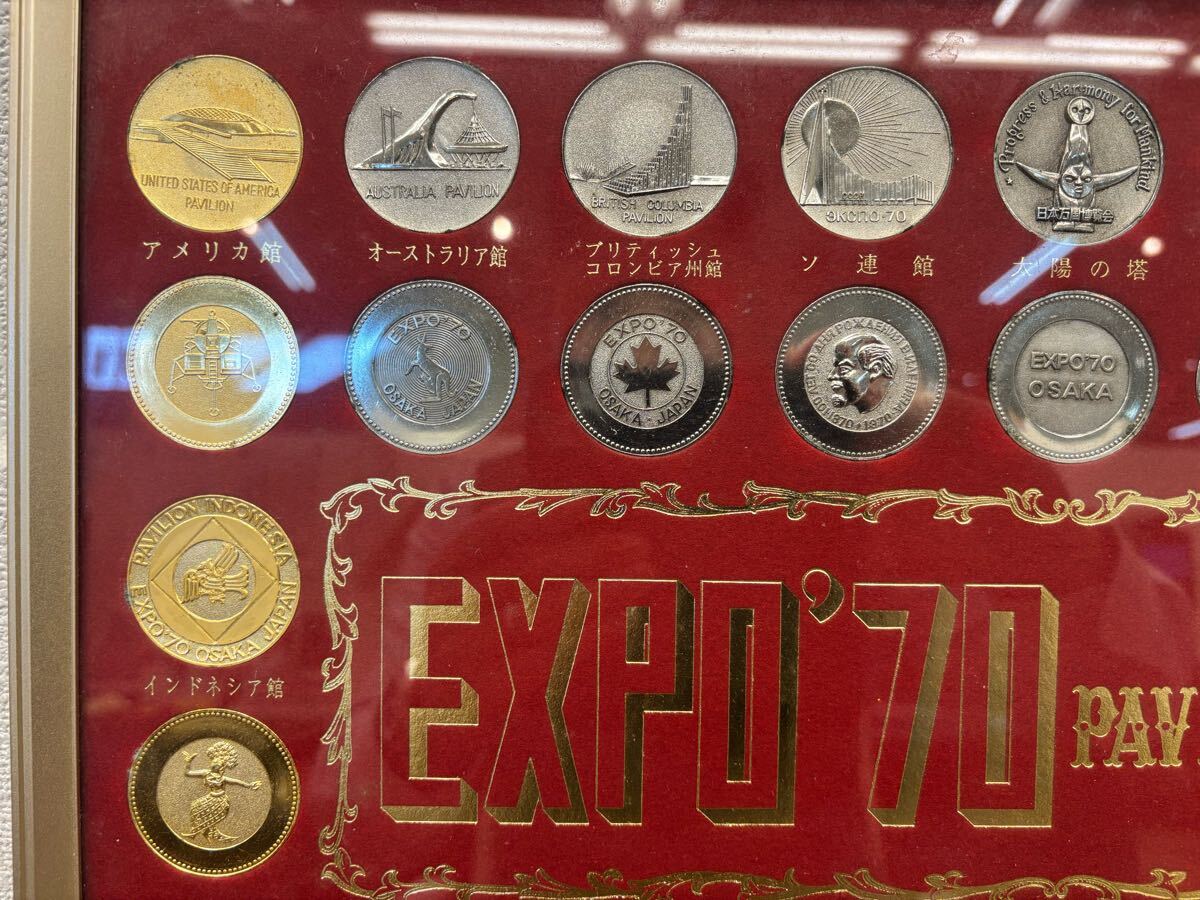 UNITED STATES OF AMERICA
PAVILION
アメリカ館
AUSTRALIA PAVILION
オーストラリア館
BRITISH COLUMBIA
PAVILION
ブリティッシュ
コロンビア州館
ЭКСПО-70
ソ連館
Progress & Harmony for Mankind
日本万国博覧会
太陽の塔
EXPO'70
OSAKA JAPAN
EXPO'70
OSAKA · JAPAN
РОЖДЕНИЯ В.И.ЛЕНИНА
1870 * 1970
EXPO'70
OSAKA
PAVILION INDONESIA
EXPO'70 OSAKA JAPAN
インドネシア館
EXPO'70
PAV